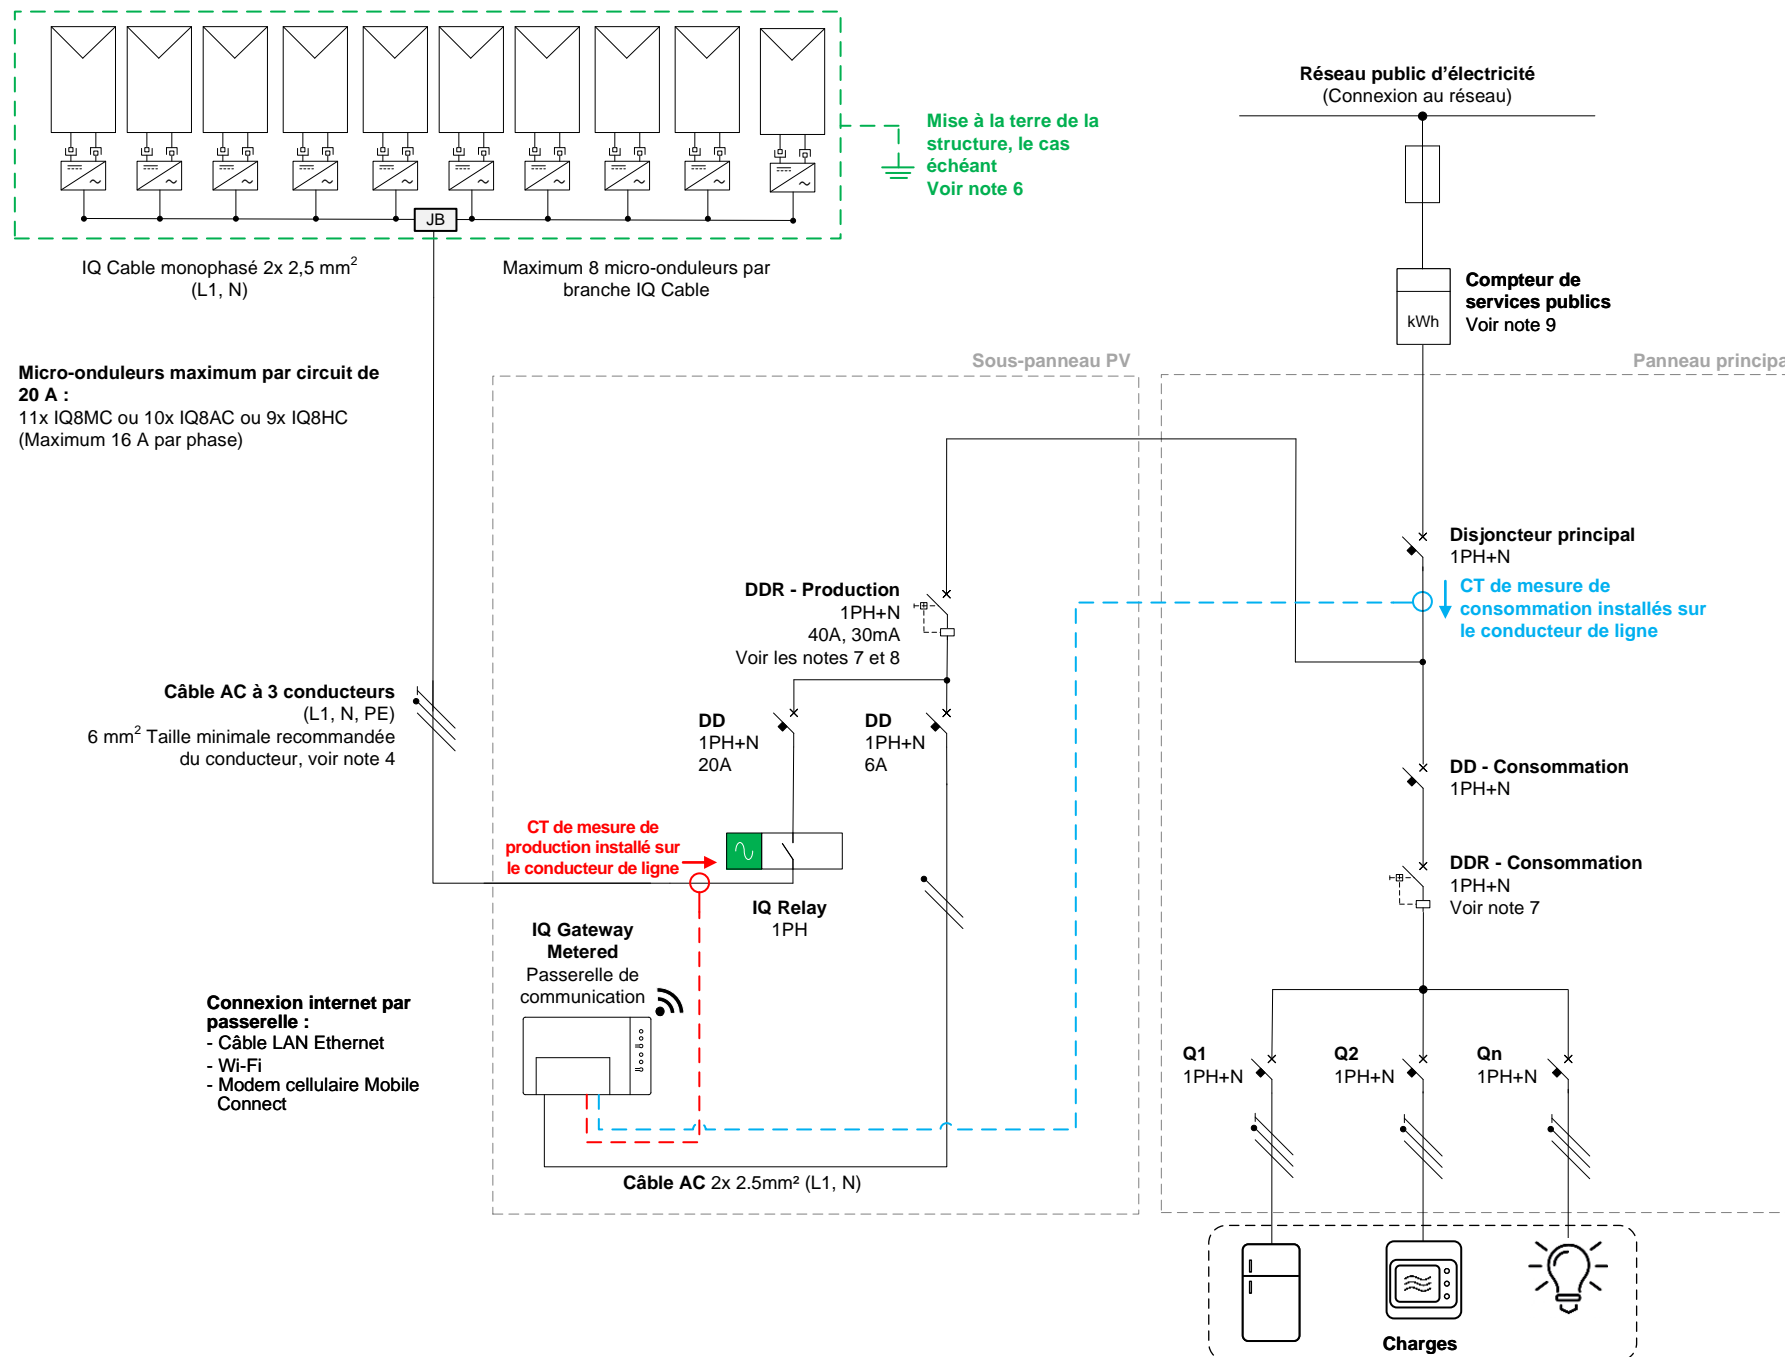 Réseau public d'électricité
(Connexion au réseau)
Mise à la terre de la
structure, le cas
échéant
Voir note 6
JB
IQ Cable monophasé 2x 2,5 mm²
(L1, N)
Maximum 8 micro-onduleurs par
branche IQ Cable
Compteur de
services publics
Voir note 9
kWh
Micro-onduleurs maximum par circuit de
20 A :
11x IQ8MC ou 10x IQ8AC ou 9x IQ8HC
(Maximum 16 A par phase)
Sous-panneau PV
Panneau principa
Disjoncteur principal
1PH+N
CT de mesure de
consommation installés sur
le conducteur de ligne
DDR - Production
1PH+N
40A, 30mA
Voir les notes 7 et 8
Câble AC à 3 conducteurs
(L1, N, PE)
6 mm² Taille minimale recommandée
du conducteur, voir note 4
DD
1PH+N
20A
DD
1PH+N
6A
DD - Consommation
1PH+N
CT de mesure de
production installé sur
le conducteur de ligne
DDR - Consommation
1PH+N
Voir note 7
IQ Relay
1PH
IQ Gateway
Metered
Passerelle de
communication
Connexion internet par
passerelle :
- Câble LAN Ethernet
- Wi-Fi
- Modem cellulaire Mobile
Connect
Q1
1PH+N
Q2
1PH+N
Qn
1PH+N
Câble AC 2x 2.5mm² (L1, N)
Charges